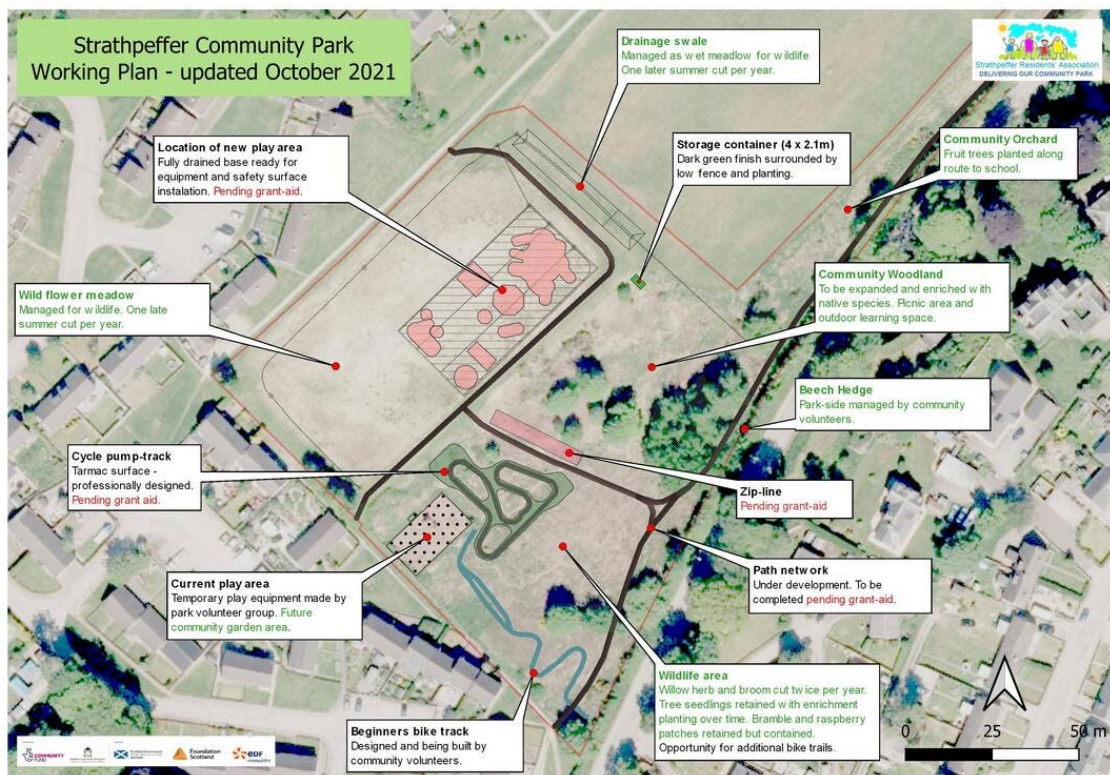 Strathpeffer Community Park
Working Plan - updated October 2021
Drainage swale
Managed as wet meadlow for wildlife
One later summer cut per year.
Strathpeffer Residents' Association
DELIVERING OUR COMMUNITY PARK
Location of new play area
Fully drained base ready for
equipment and safety surface
instalation. Pending grant-aid.
Storage container (4 x 2.1m)
Dark green finish surrounded by
low fence and planting.
Community Orchard
Fruit trees planted along
route to school.
Wild flower meadow
Managed for wildlife. One late
summer cut per year.
Community Woodland
To be expanded and enriched with
native species. Picnic area and
outdoor learning space.
Beech Hedge
Park-side managed by community
volunteers.
Cycle pump-track
Tarmac surface -
professionally designed.
Pending grant aid.
Zip-line
Pending grant-aid
Current play area
Temporary play equipment made by
park volunteer group. Future
community garden area.
Path network
Under development. To be
completed pending grant-aid.
Wildlife area
Willow herb and broom cut twice per year.
Tree seedlings retained with enrichment
planting over time. Bramble and raspberry
patches retained but contained.
Opportunity for additional bike trails.
Beginners bike track
Designed and being built by
community volunteers.
0 25 50 m
COMMUNITY
FUND
Scottish Government
Foundation
Scotland
edf